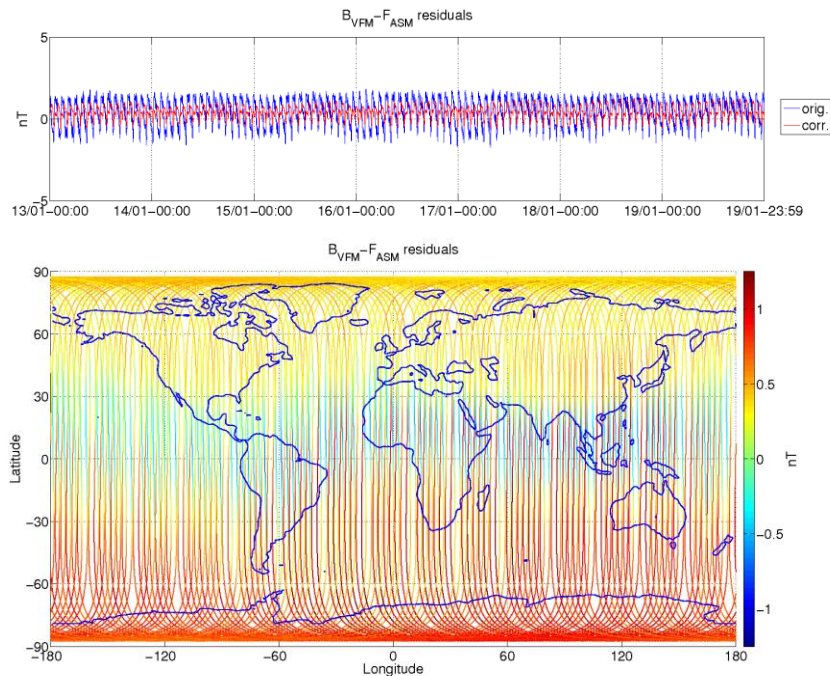 B_VFM−F_ASM residuals
5
0
−5
nT
orig.
corr.
13/01−00:00 14/01−00:00 15/01−00:00 16/01−00:00 17/01−00:00 18/01−00:00 19/01−00:00 19/01−23:59
B_VFM−F_ASM residuals
90
60
30
0
−30
−60
−90
Latitude
−180 −120 −60 0 60 120 180
Longitude
1
0.5
0
−0.5
−1
nT